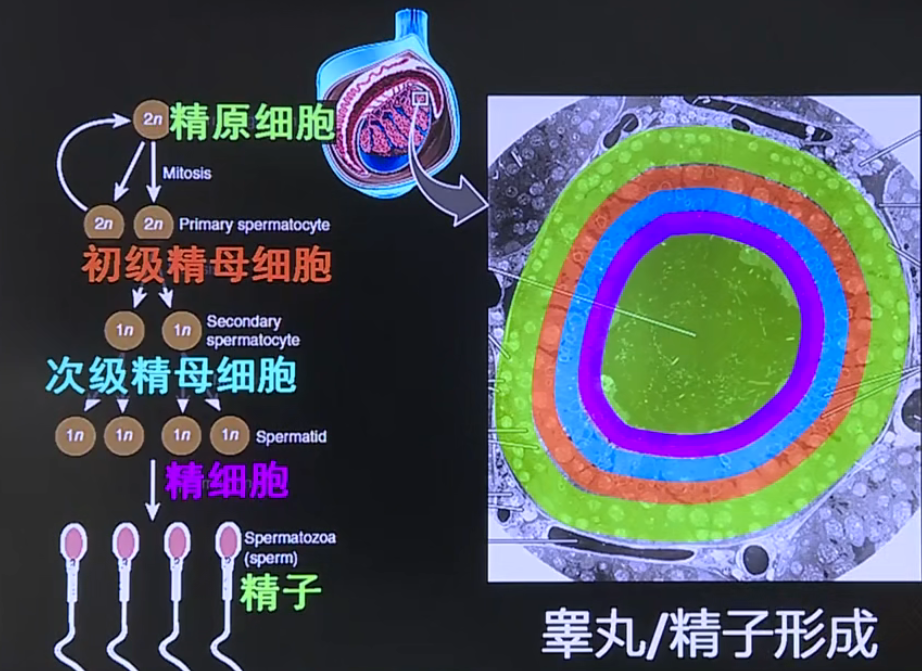 2n 精原细胞
Mitosis
2n 2n Primary spermatocyte
初级精母细胞
1n 1n Secondary
spermatocyte
次级精母细胞
1n 1n 1n 1n Spermatid
精细胞
Spermatozoa
(sperm)
精子
睾丸/精子形成